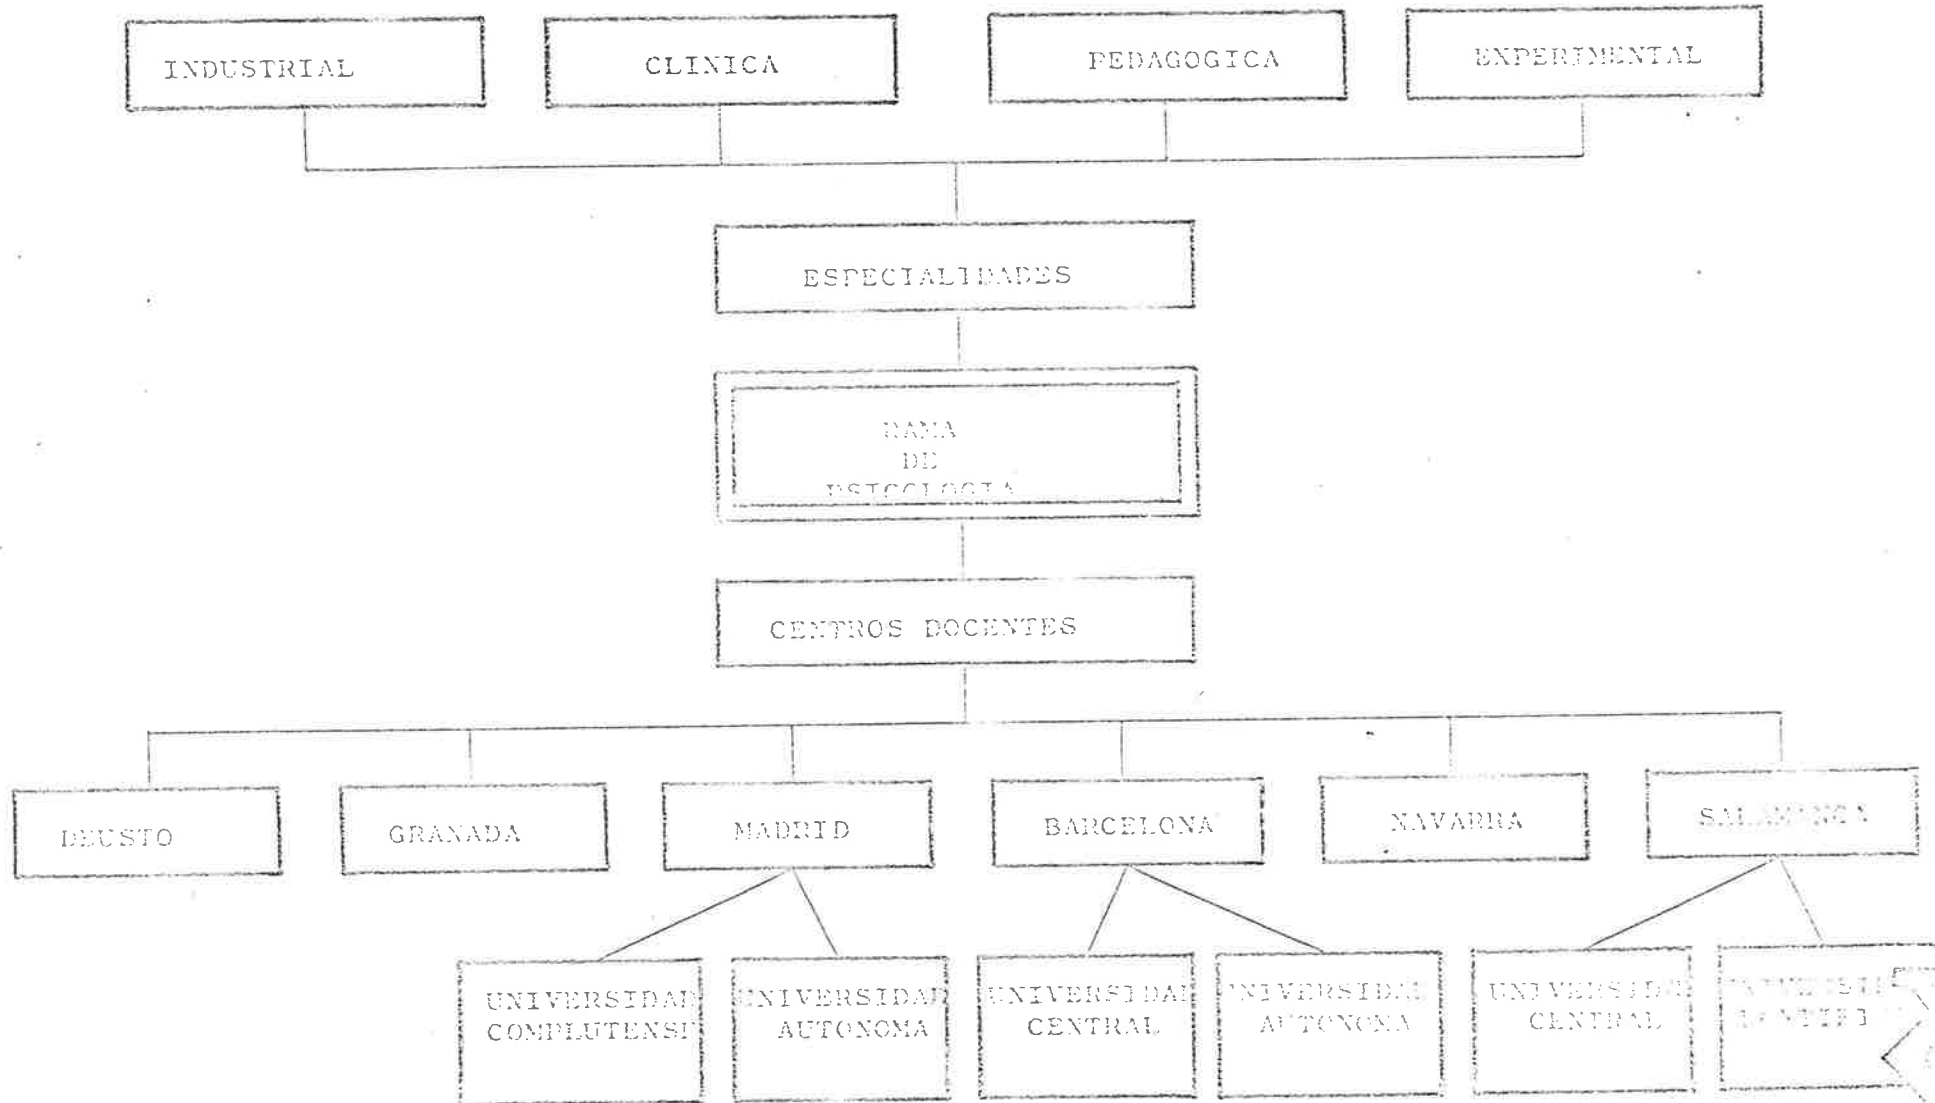 INDUSTRIAL
CLINICA
PEDAGOGICA
EXPERIMENTAL
ESPECIALIDADES
RAMA
DE
PSICOLOGIA
CENTROS DOCENTES
DEUSTO
GRANADA
MADRID
BARCELONA
NAVARRA
SALAMANCA
UNIVERSIDAD
COMPLUTENSE
UNIVERSIDAD
AUTONOMA
UNIVERSIDAD
CENTRAL
UNIVERSIDAD
AUTONOMA
UNIVERSIDAD
CENTRAL